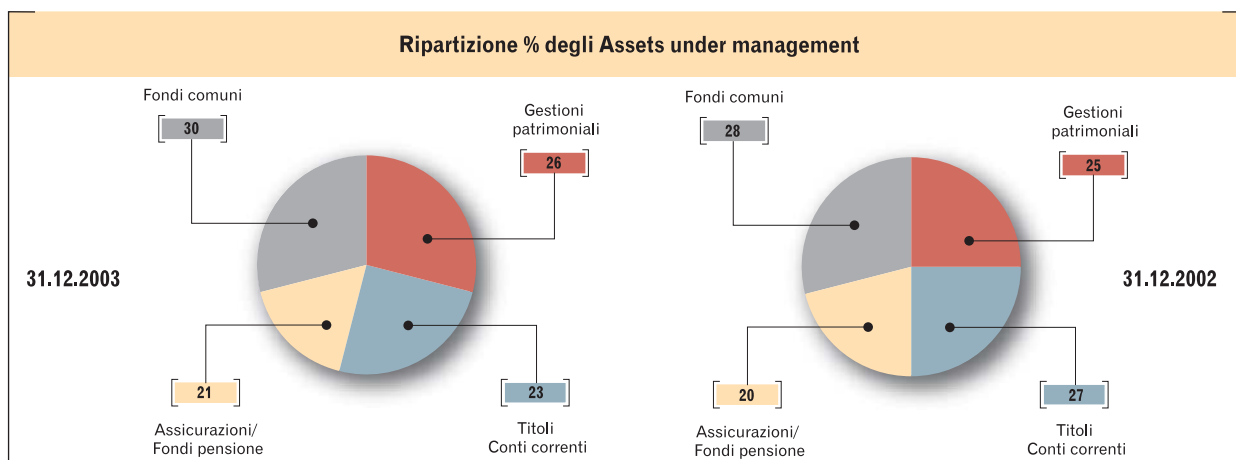 Ripartizione % degli Assets under management
31.12.2003
Fondi comuni
30
Gestioni
patrimoniali
26
21
Assicurazioni/
Fondi pensione
23
Titoli
Conti correnti
Fondi comuni
28
Gestioni
patrimoniali
25
20
Assicurazioni/
Fondi pensione
27
Titoli
Conti correnti
31.12.2002